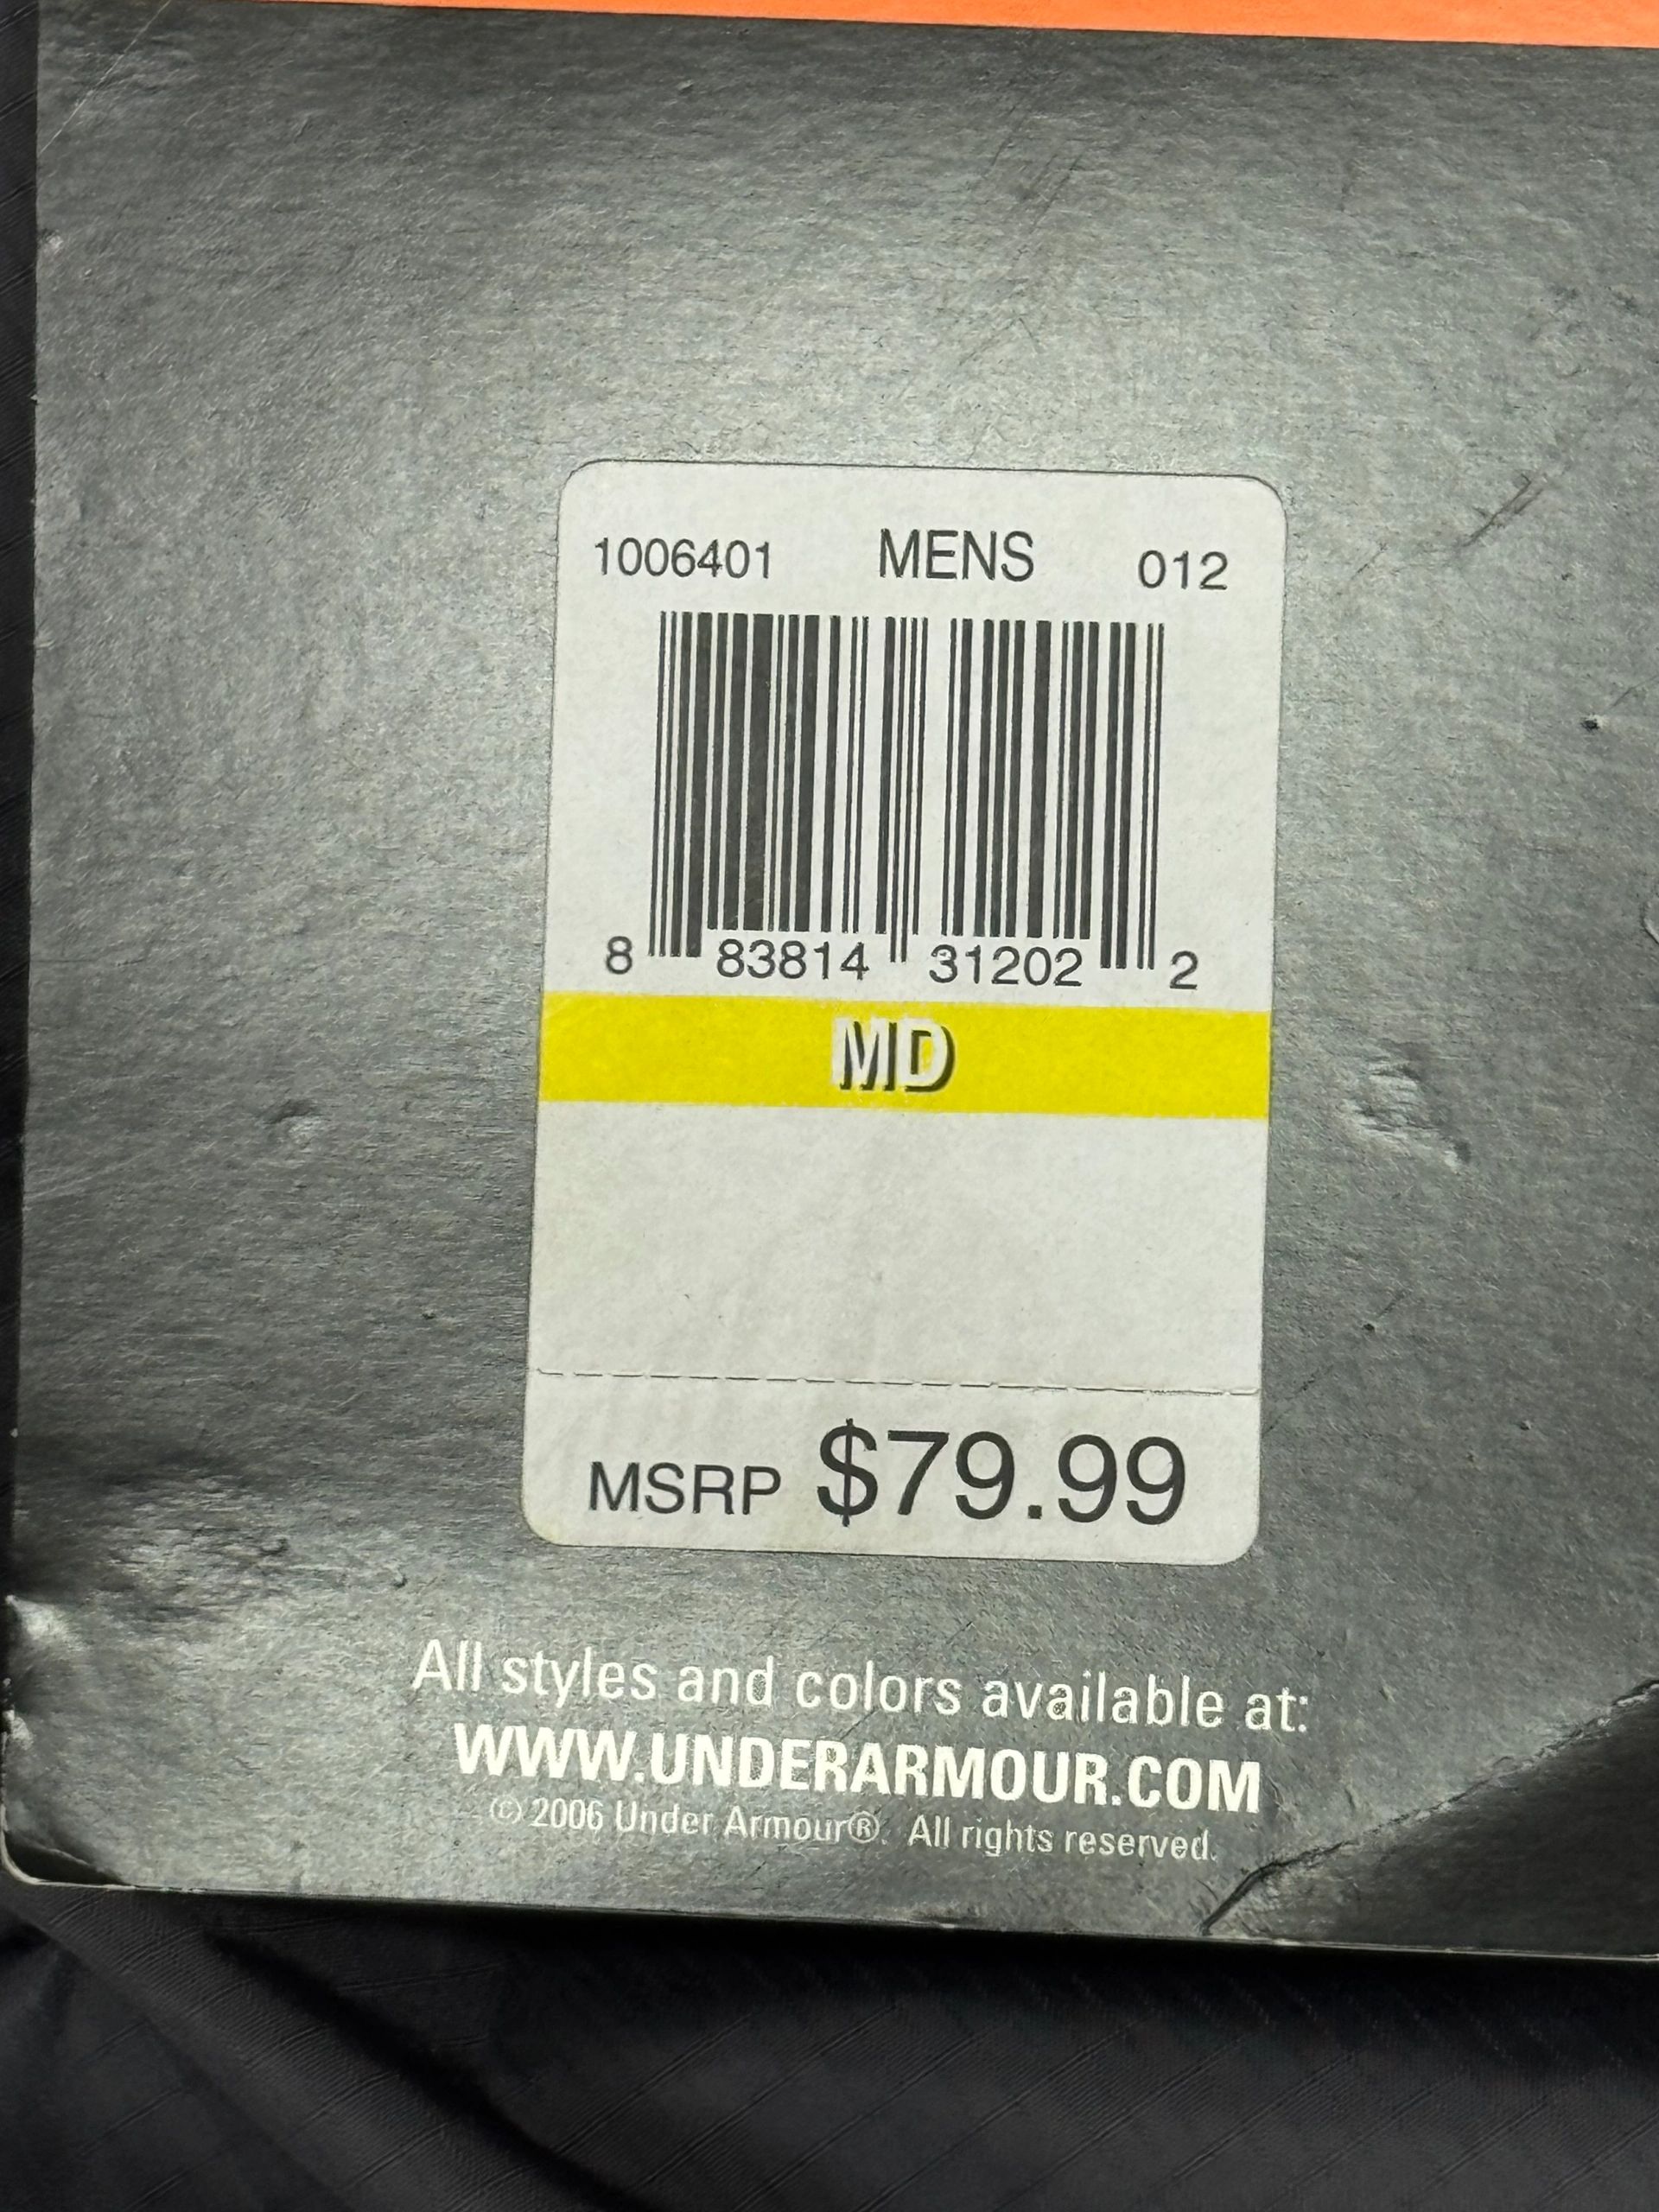 1006401 MENS 012
8 83814 31202 2
MD
MSRP $79.99
All styles and colors available at:
WWW.UNDERARMOUR.COM
© 2006 Under Armour®. All rights reserved.